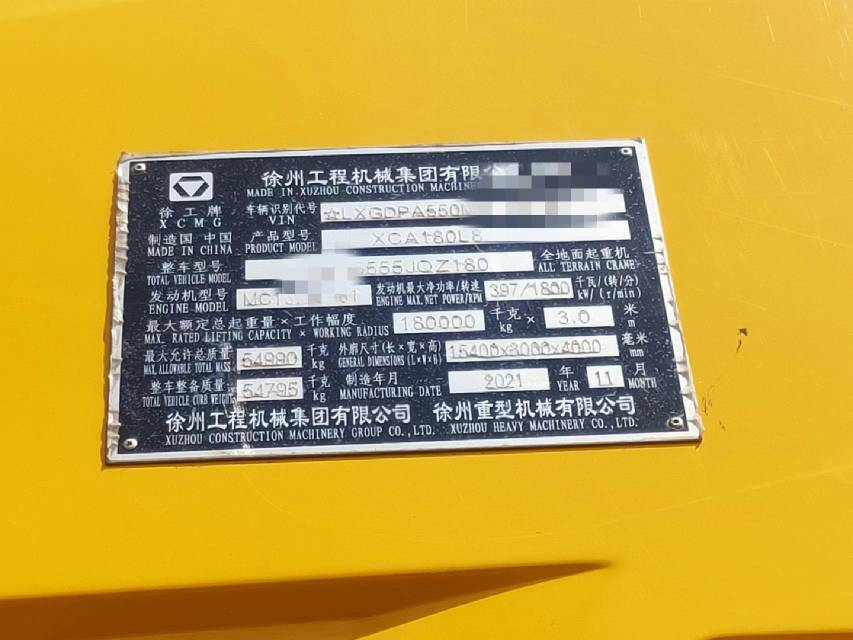 徐州工程机械集团有限
MADE IN XUZHOU CONSTRUCTION
徐工牌 车辆识别代号 ☆LXGDPA550
XCMG VIN
制造国 中国 产品型号 XCA180L8
MADE IN CHINA PRODUCT MODEL
整车型号 5555JQZ180 全地面起重机
TOTAL VEHICLE MODEL ALL TERRAIN CRANE
发动机型号 发动机最大净功率/转速 397/1800 千瓦/(转/分)
ENGINE MODEL ENGINE MAX.NET POWER/RPM kW/(r/min)
最大额定总起重量×工作幅度 180000 千克 × 3.0 米
MAX. RATED LIFTING CAPACITY × WORKING RADIUS kg m
最大允许总质量 54990 千克 外廓尺寸(长×宽×高) 15400x3000x4000 毫米
MAX. ALLOWABLE TOTAL MASS kg GENERAL DIMENSIONS (L×W×H) mm
整车整备质量 54795 千克 制造年月 2021 年 11 月
TOTAL VEHICLE CURB WEIGHT kg MANUFACTURING DATE YEAR MONTH
徐州工程机械集团有限公司 徐州重型机械有限公司
XUZHOU CONSTRUCTION MACHINERY GROUP CO.,LTD. XUZHOU HEAVY MACHINERY CO.,LTD.